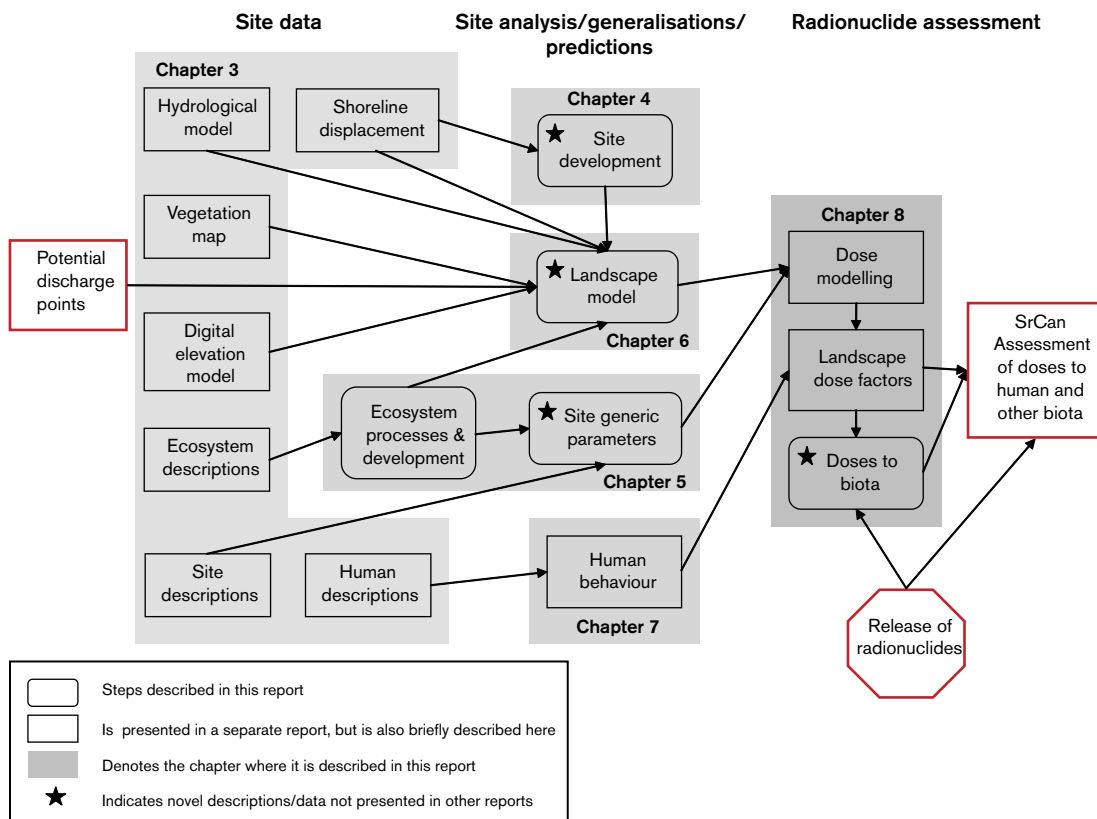 Site data
Site analysis/generalisations/
predictions
Radionuclide assessment
Chapter 3
Hydrological
model
Shoreline
displacement
Chapter 4
Site
development
Vegetation
map
Potential
discharge
points
Landscape
model
Chapter 6
Digital
elevation
model
Chapter 8
Dose
modelling
Landscape
dose factors
Doses to
biota
SrCan
Assessment
of doses to
human and
other biota
Ecosystem
descriptions
Ecosystem
processes &
development
Site generic
parameters
Chapter 5
Site
descriptions
Human
descriptions
Human
behaviour
Chapter 7
Release of
radionuclides
Steps described in this report
Is presented in a separate report, but is also briefly described here
Denotes the chapter where it is described in this report
Indicates novel descriptions/data not presented in other reports